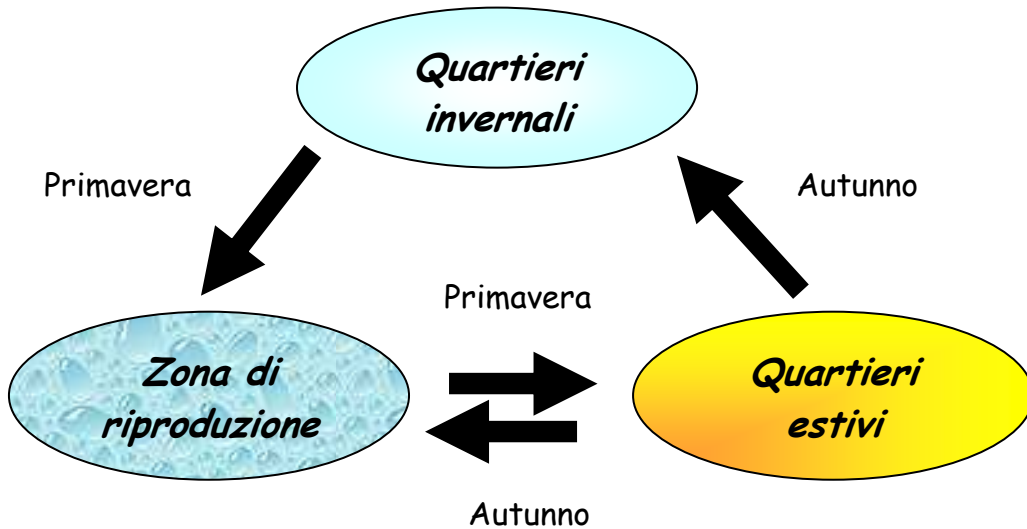 Quartieri
invernali
Primavera
Autunno
Primavera
Zona di
riproduzione
Quartieri
estivi
Autunno